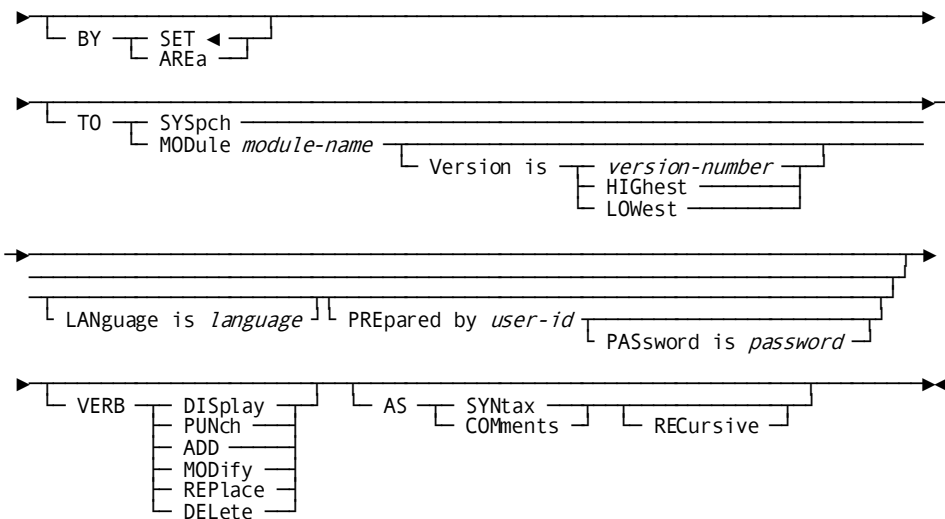 BY SET ◄
AREa
TO SYSpch
MODule module-name
Version is version-number
HIGhest
LOWest
LANguage is language PREpared by user-id
PASsword is password
VERB DISplay AS SYNtax
PUNch COMments RECursive
ADD
MODify
REPlace
DELete